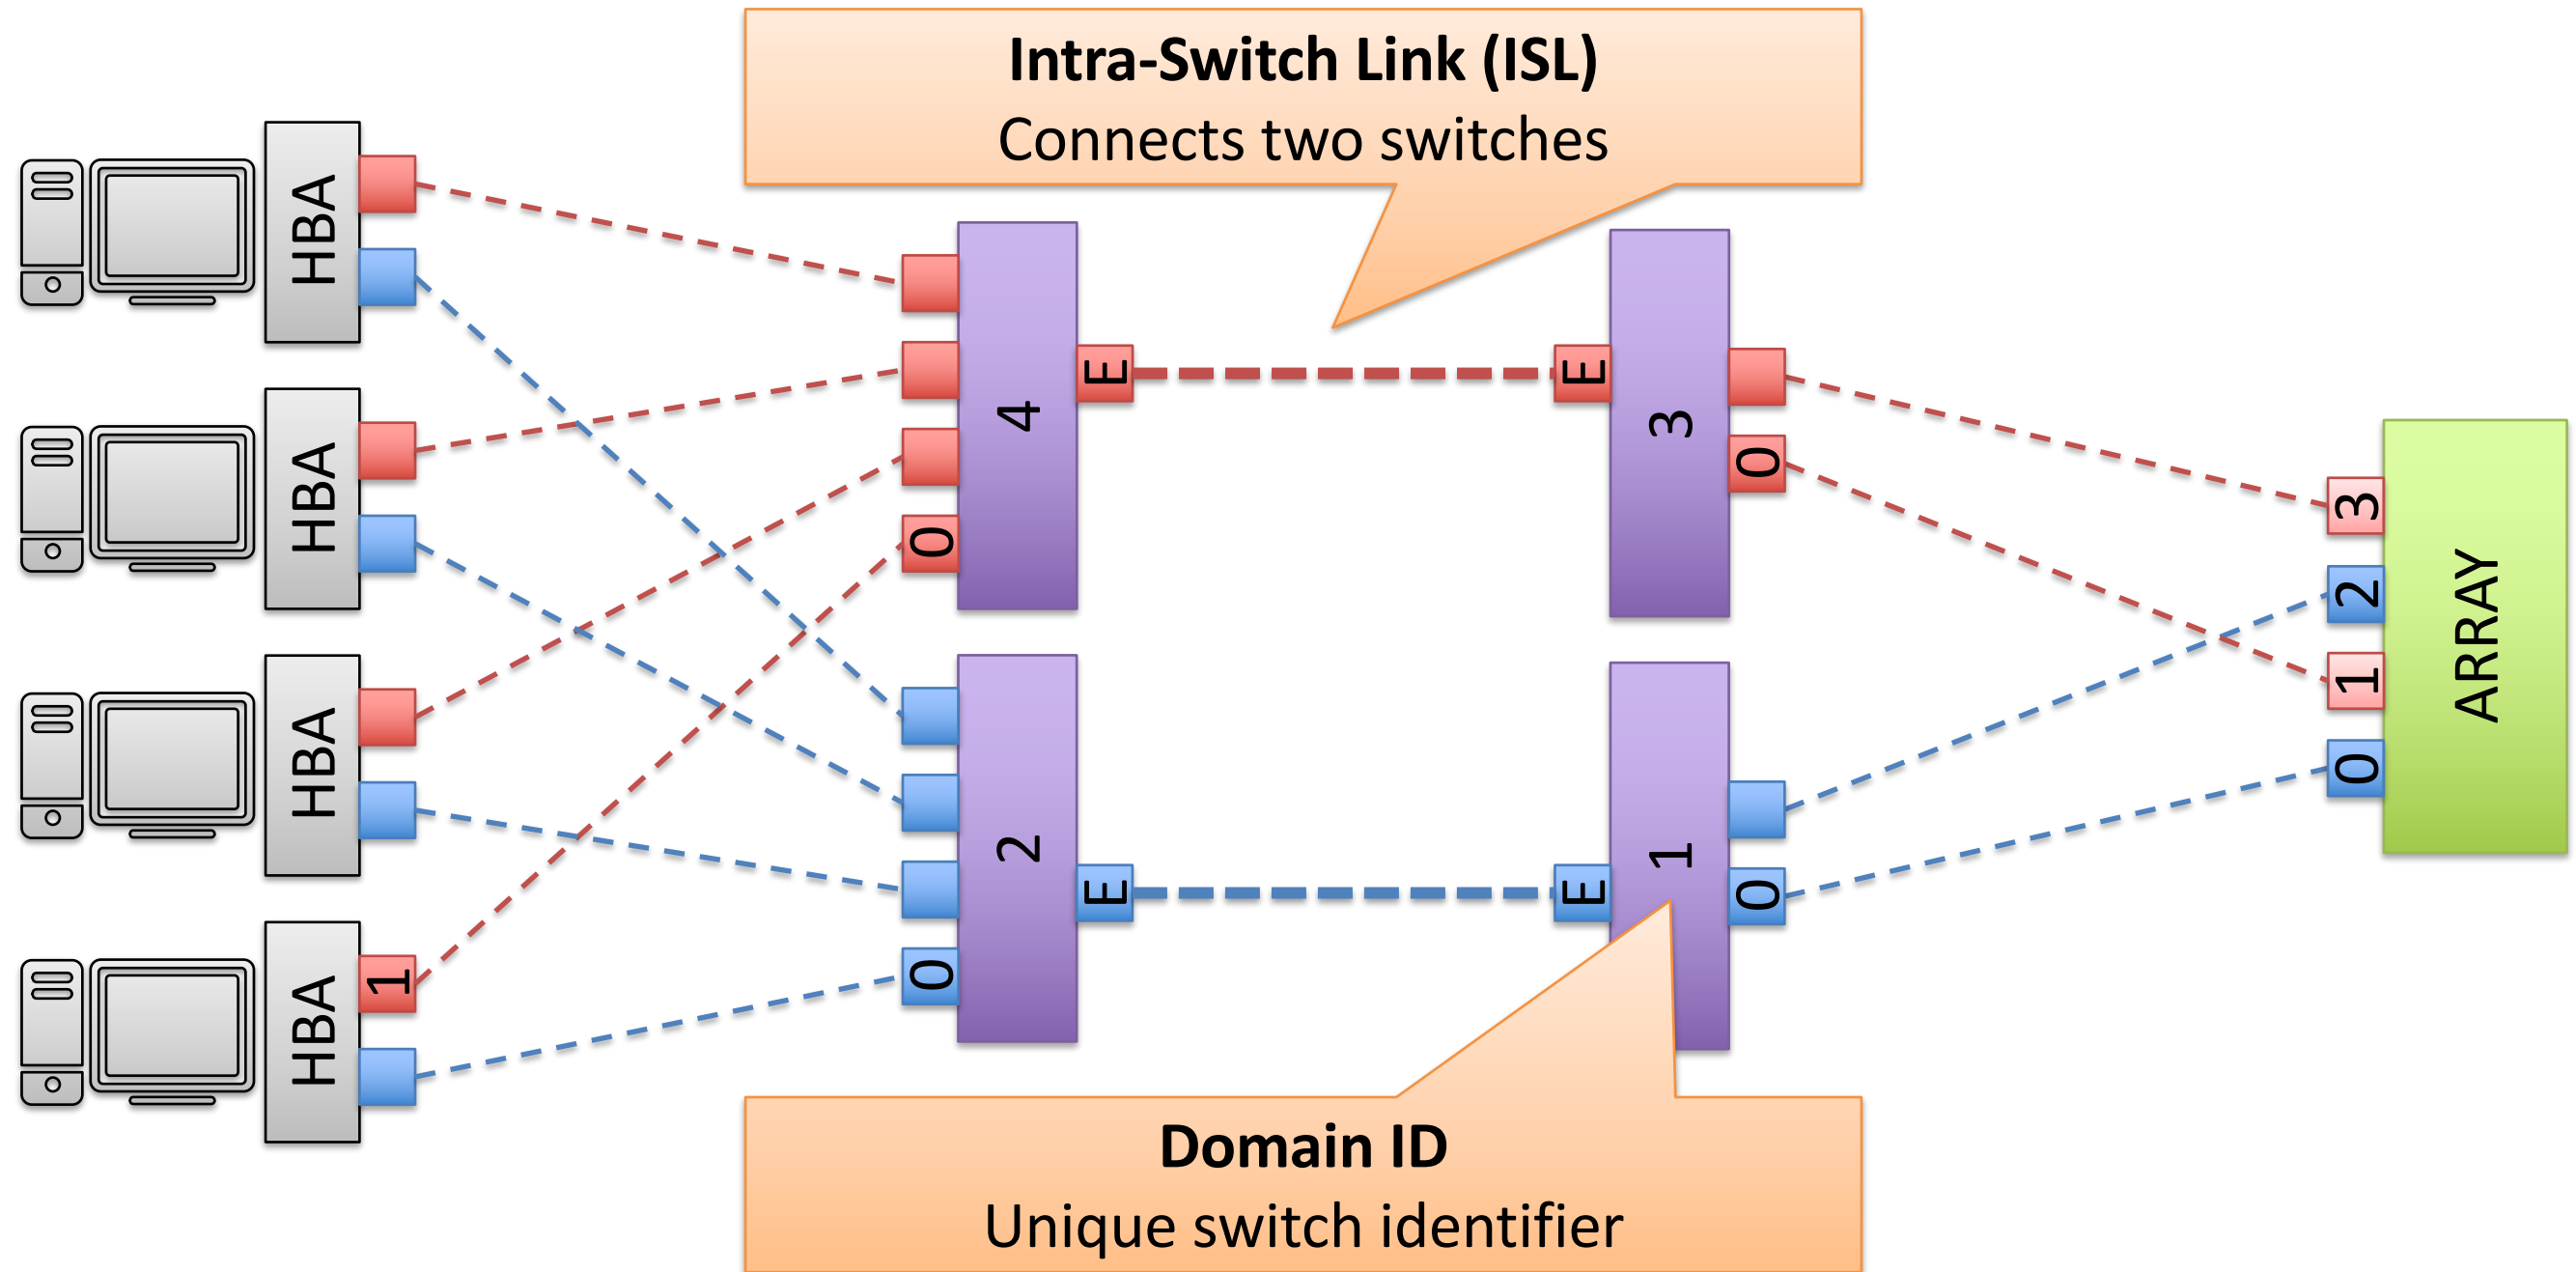 Intra-Switch Link (ISL)
Connects two switches
HBA
HBA
HBA
HBA
1
4
0
E
2
0
E
E
3
0
E
1
0
3
2
1
0
ARRAY
Domain ID
Unique switch identifier